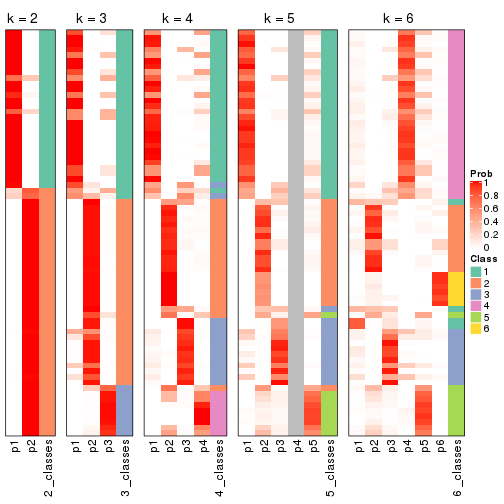 k = 2
k = 3
k = 4
k = 5
k = 6
Prob
1
0.8
0.6
0.4
0.2
0
Class
1
2
3
4
5
6
p1
p2
2_classes
p1
p2
p3
3_classes
p1
p2
p3
p4
4_classes
p1
p2
p3
p4
p5
5_classes
p1
p2
p3
p4
p5
p6
6_classes